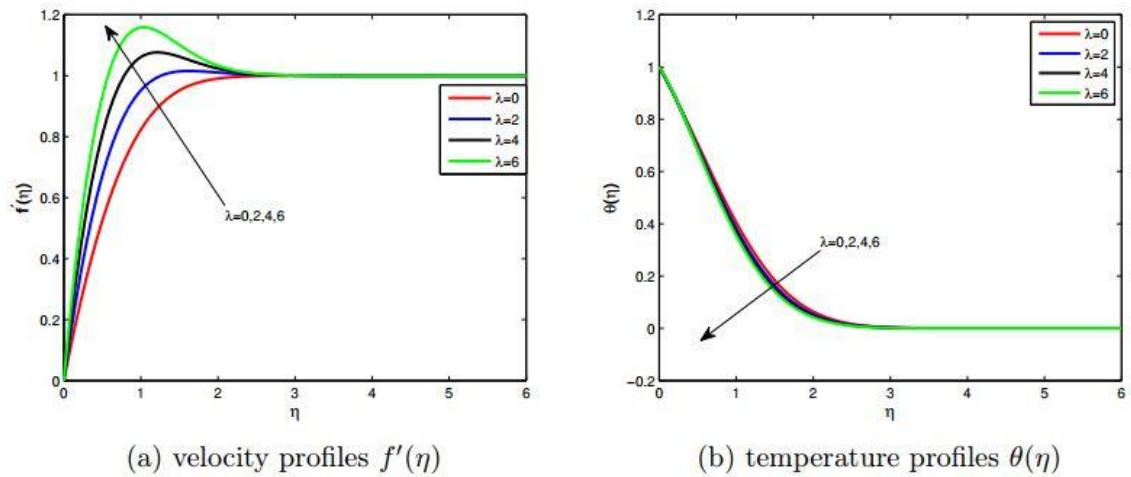 1.2
1
0.8
0.6
0.4
0.2
0
f′(η)
λ=0
λ=2
λ=4
λ=6
λ=0,2,4,6
0 1 2 3 4 5 6
η
(a) velocity profiles f′(η)
1.2
1
0.8
0.6
0.4
0.2
0
−0.2
θ(η)
λ=0
λ=2
λ=4
λ=6
λ=0,2,4,6
0 1 2 3 4 5 6
η
(b) temperature profiles θ(η)